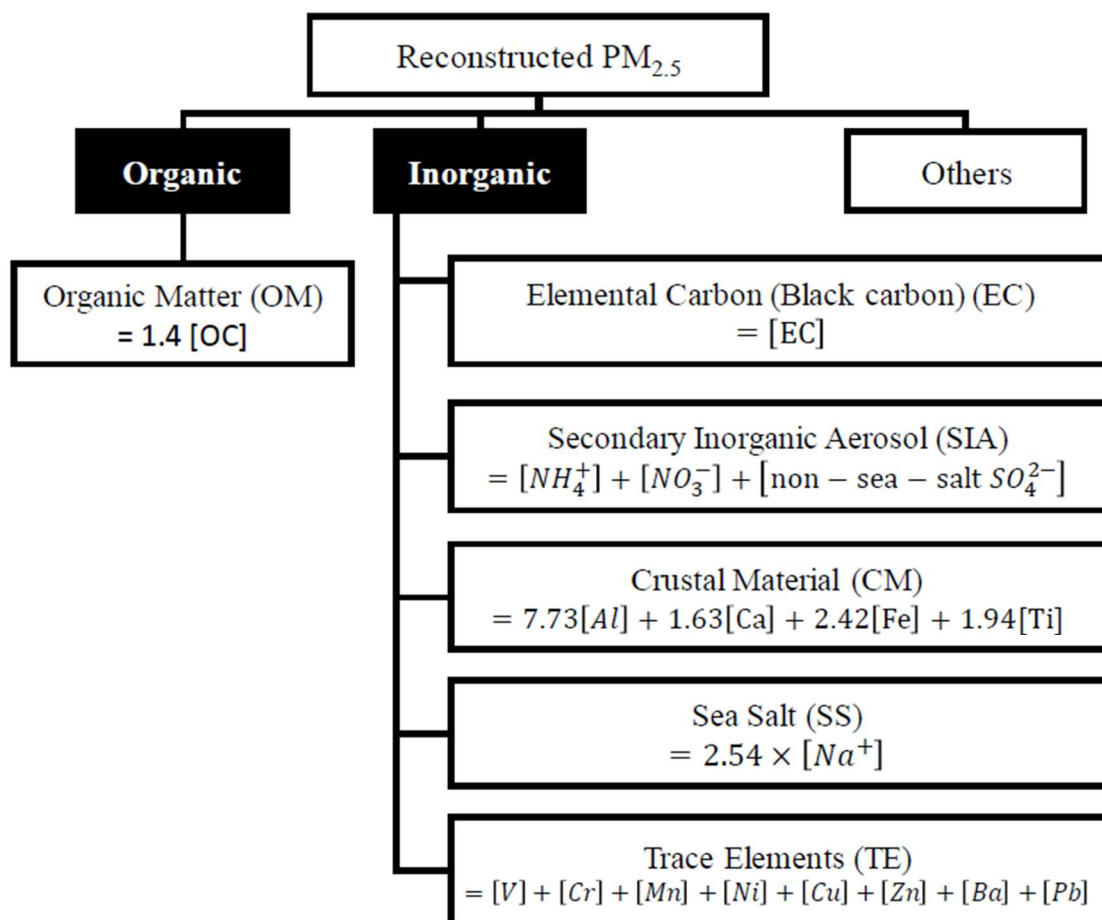 Reconstructed PM₂.₅
Organic
Inorganic
Others
Organic Matter (OM)
= 1.4 [OC]
Elemental Carbon (Black carbon) (EC)
= [EC]
Secondary Inorganic Aerosol (SIA)
= [NH₄⁺] + [NO₃⁻] + [non − sea − salt SO₄²⁻]
Crustal Material (CM)
= 7.73[Al] + 1.63[Ca] + 2.42[Fe] + 1.94[Ti]
Sea Salt (SS)
= 2.54 × [Na⁺]
Trace Elements (TE)
= [V] + [Cr] + [Mn] + [Ni] + [Cu] + [Zn] + [Ba] + [Pb]